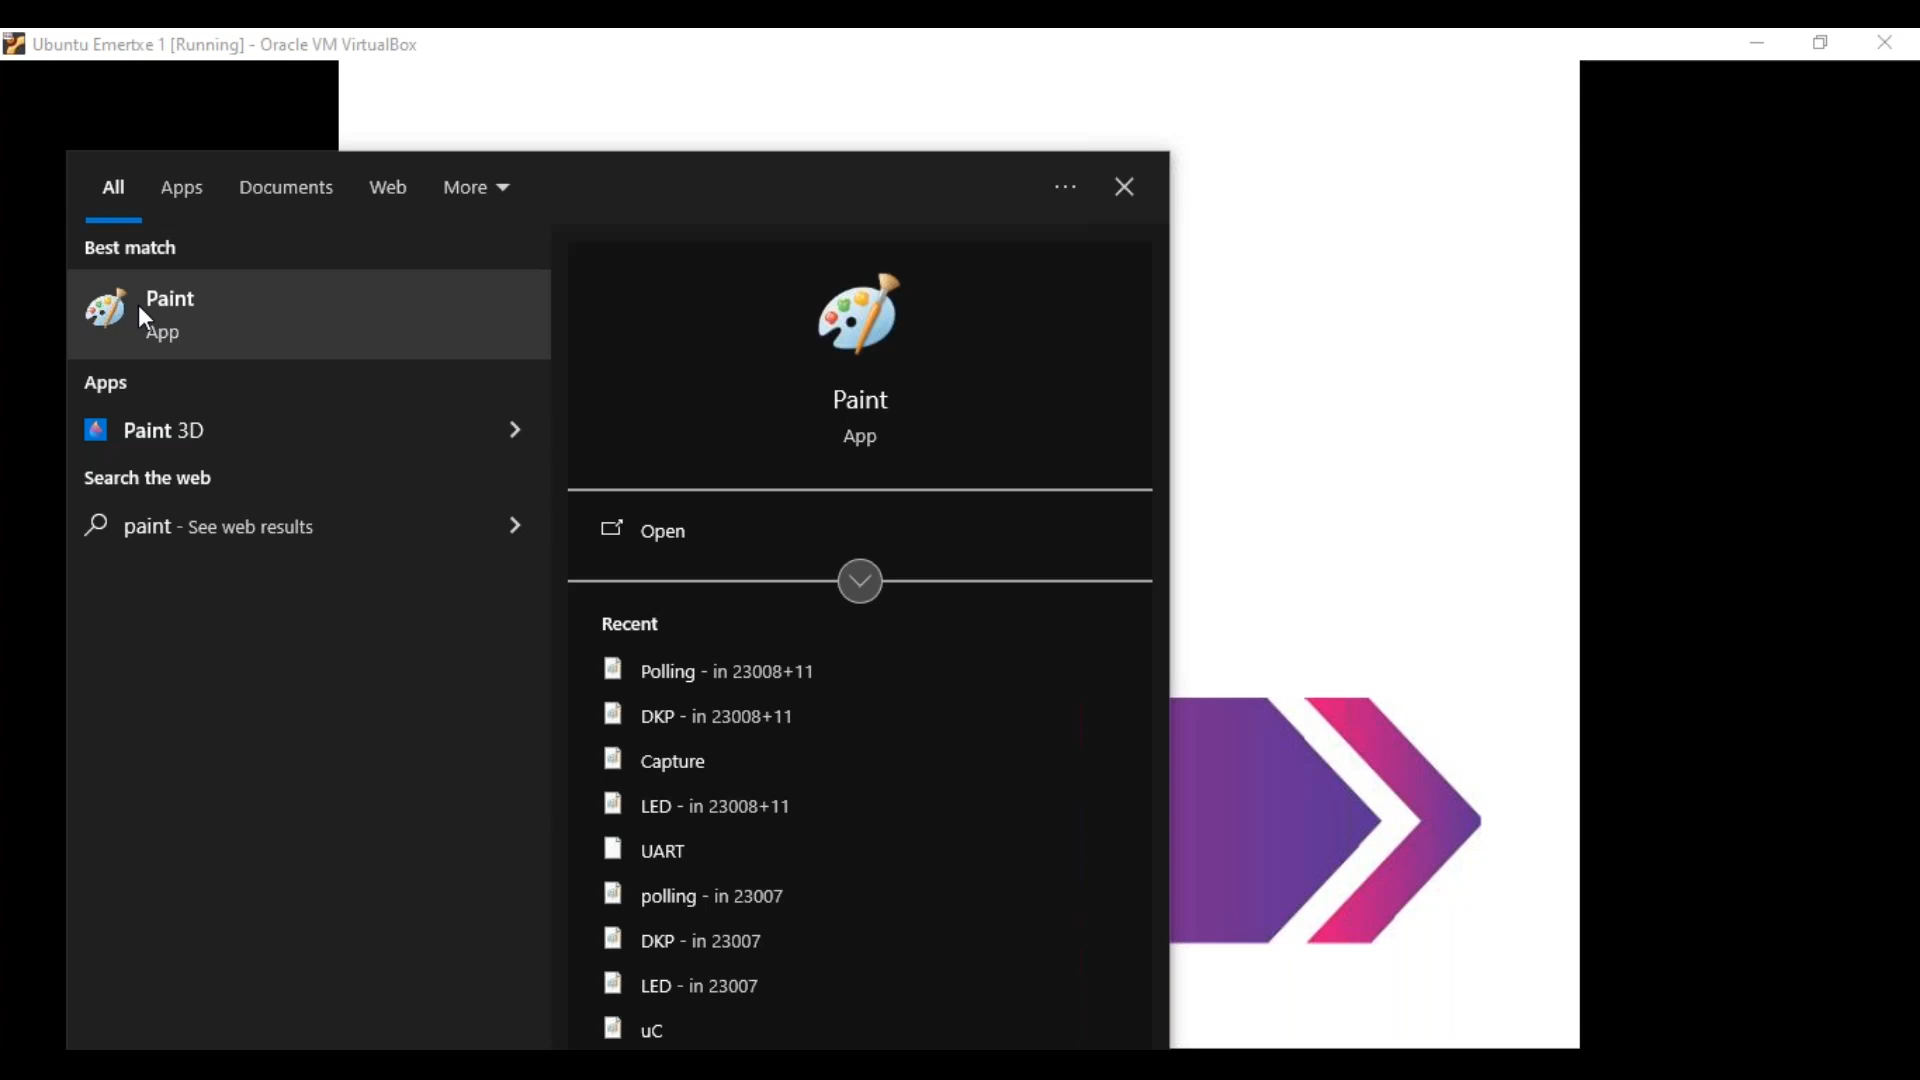 Ubuntu Emertxe 1 [Running] - Oracle VM VirtualBox
All Apps Documents Web More
Best match
Paint
App
Apps
Paint 3D
Search the web
paint - See web results
Paint
App
Open
Recent
Polling - in 23008+11
DKP - in 23008+11
Capture
LED - in 23008+11
UART
polling - in 23007
DKP - in 23007
LED - in 23007
uC